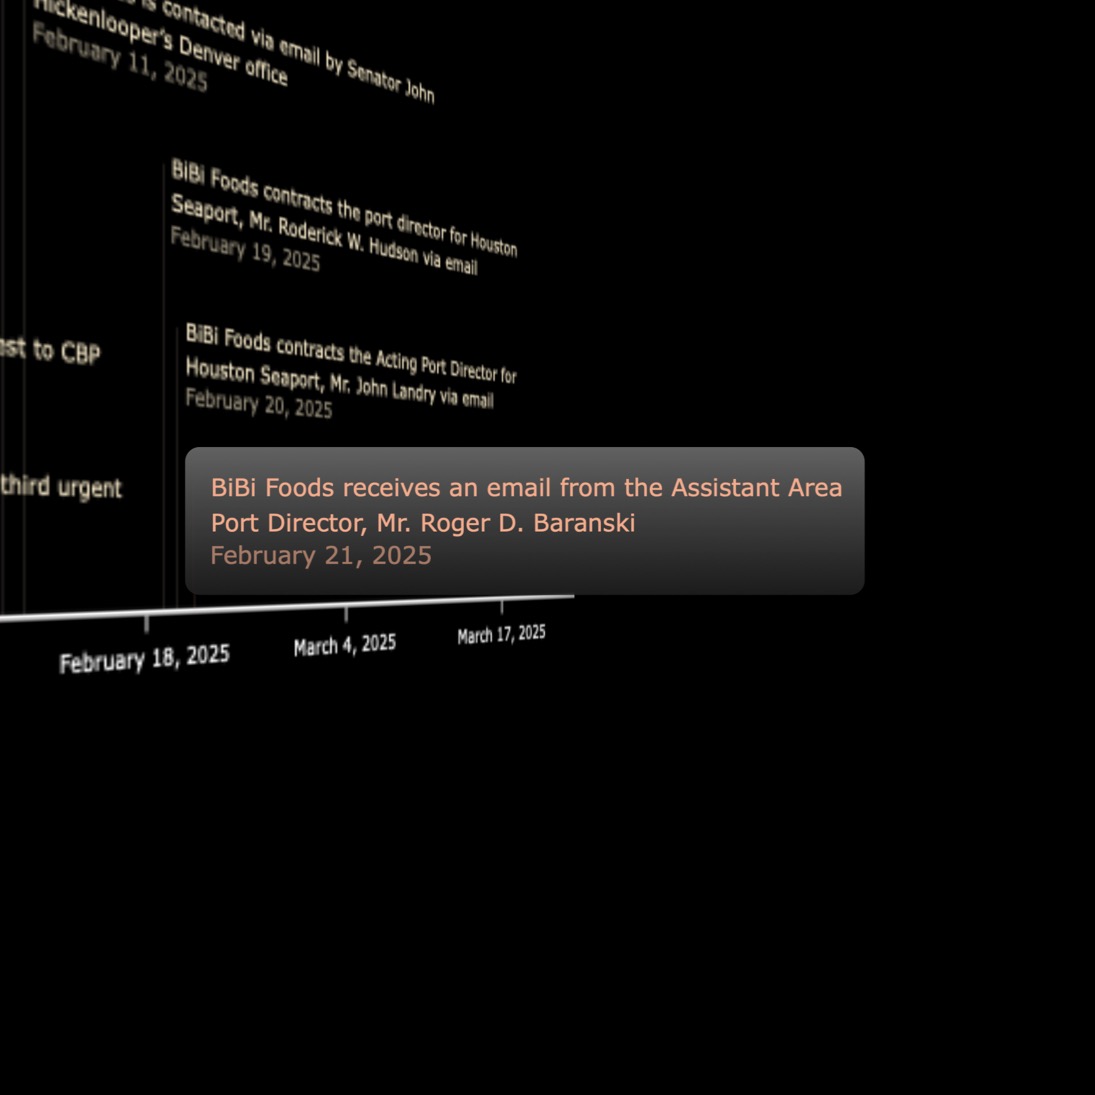 is contacted via email by Senator John
Hickenlooper's Denver office
February 11, 2025
BiBi Foods contracts the port director for Houston
Seaport, Mr. Roderick W. Hudson via email
February 19, 2025
BiBi Foods contracts the Acting Port Director for
Houston Seaport, Mr. John Landry via email
February 20, 2025
to CBP
third urgent
BiBi Foods receives an email from the Assistant Area
Port Director, Mr. Roger D. Baranski
February 21, 2025
February 18, 2025
March 4, 2025
March 17, 2025